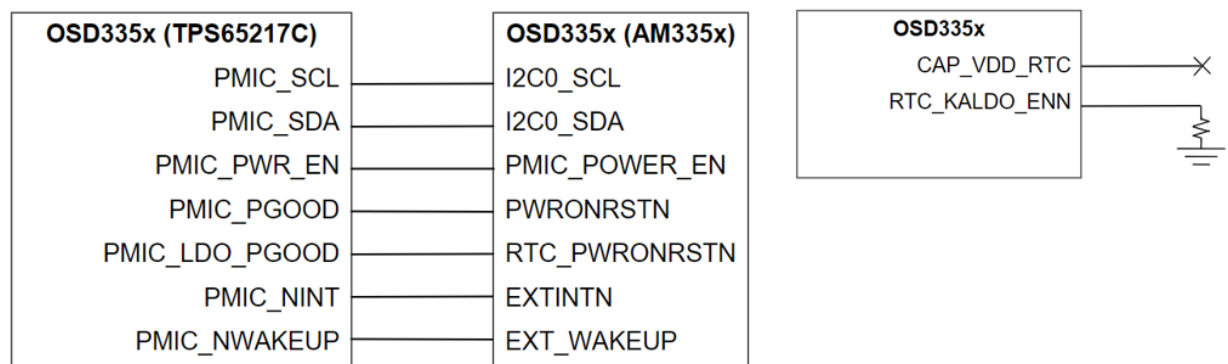 OSD335x (TPS65217C)
PMIC_SCL
PMIC_SDA
PMIC_PWR_EN
PMIC_PGOOD
PMIC_LDO_PGOOD
PMIC_NINT
PMIC_NWAKEUP
OSD335x (AM335x)
I2C0_SCL
I2C0_SDA
PMIC_POWER_EN
PWRONRSTN
RTC_PWRONRSTN
EXTINTN
EXT_WAKEUP
OSD335x
CAP_VDD_RTC
RTC_KALDO_ENN